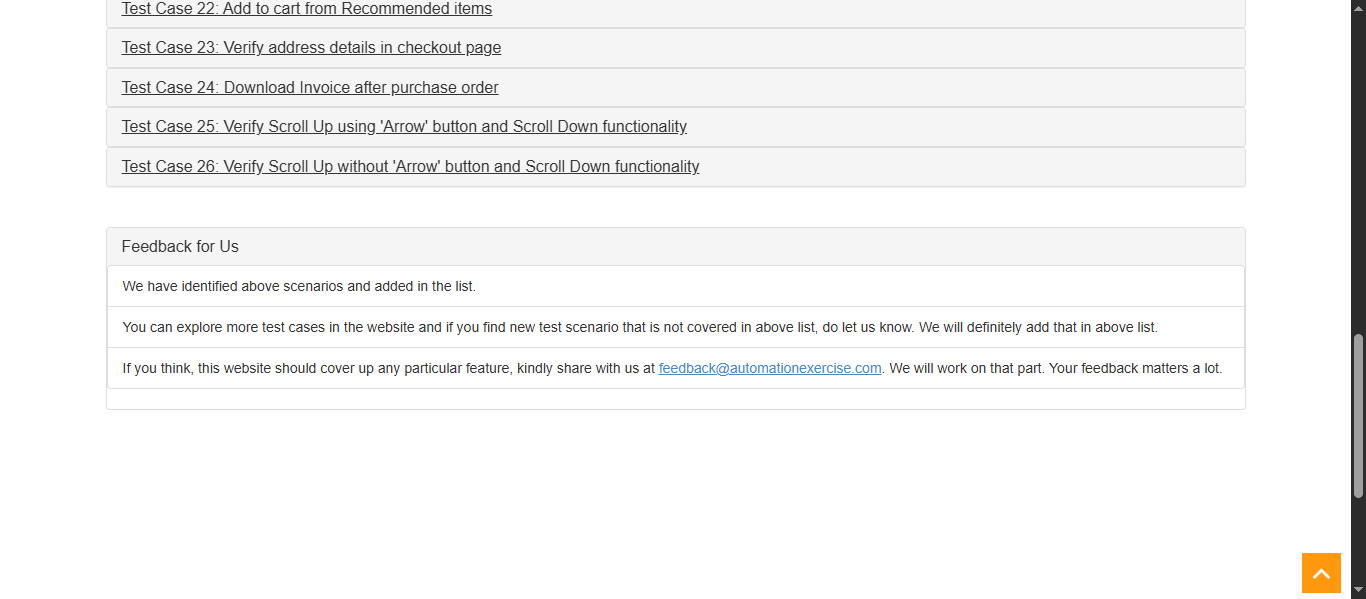 Test Case 22: Add to cart from Recommended items
Test Case 23: Verify address details in checkout page
Test Case 24: Download Invoice after purchase order
Test Case 25: Verify Scroll Up using 'Arrow' button and Scroll Down functionality
Test Case 26: Verify Scroll Up without 'Arrow' button and Scroll Down functionality
Feedback for Us
We have identified above scenarios and added in the list.
You can explore more test cases in the website and if you find new test scenario that is not covered in above list, do let us know. We will definitely add that in above list.
If you think, this website should cover up any particular feature, kindly share with us at feedback@automationexercise.com. We will work on that part. Your feedback matters a lot.